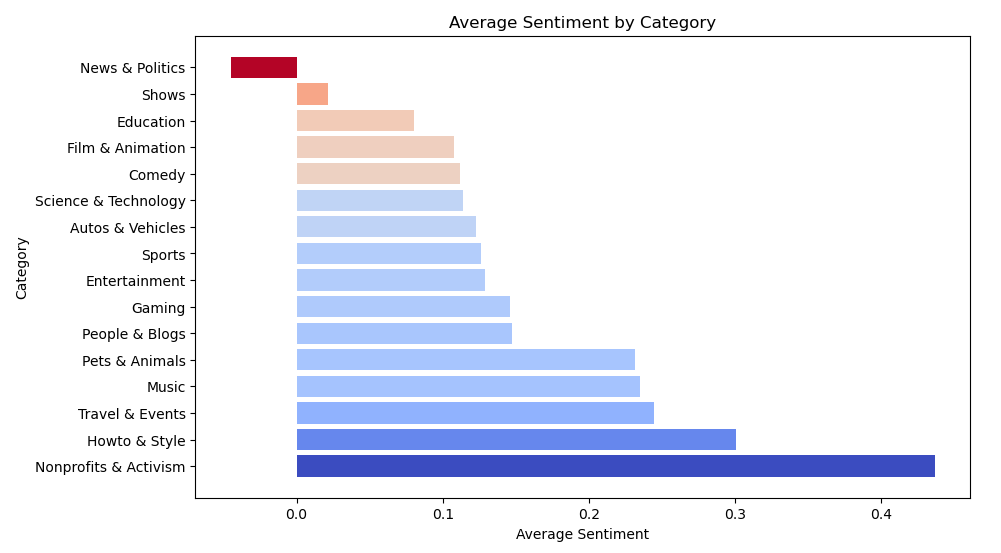 Average Sentiment by Category
News & Politics
Shows
Education
Film & Animation
Comedy
Science & Technology
Autos & Vehicles
Sports
Entertainment
Gaming
People & Blogs
Pets & Animals
Music
Travel & Events
Howto & Style
Nonprofits & Activism
Category
0.0 0.1 0.2 0.3 0.4
Average Sentiment